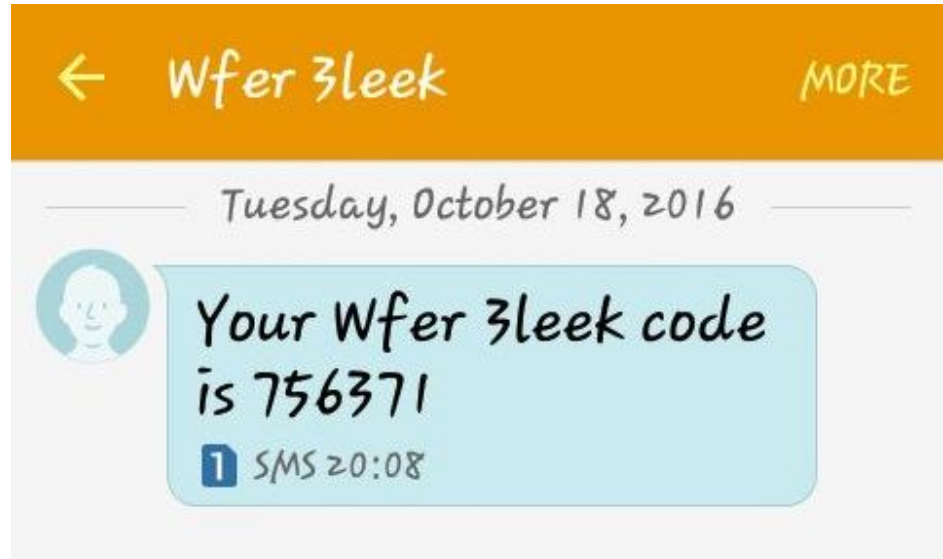 ← Wfer 3leek MORE
Tuesday, October 18, 2016
Your Wfer 3leek code
is 756371
1 SMS 20:08